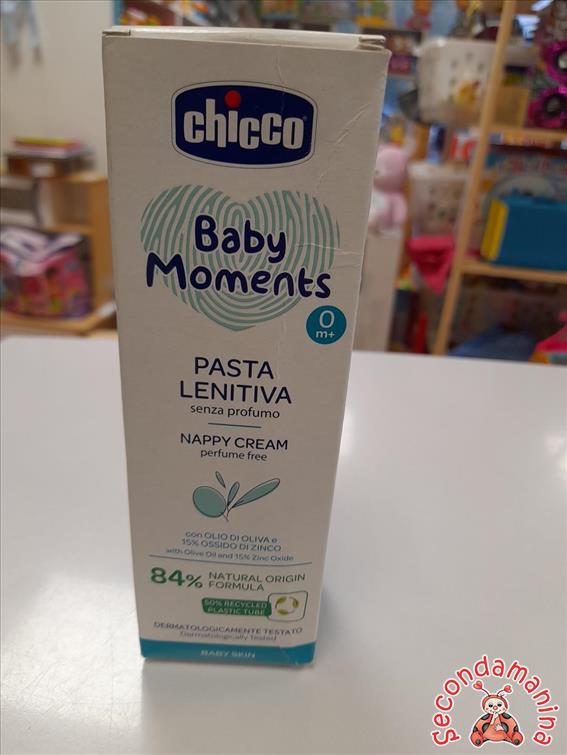 chicco
Baby
Moments
0
m+
PASTA
LENITIVA
senza profumo
NAPPY CREAM
perfume free
con OLIO DI OLIVA e
15% OSSIDO DI ZINCO
with Olive Oil and 15% Zinc Oxide
84% NATURAL ORIGIN
FORMULA
50% RECYCLED
PLASTIC TUBE
DERMATOLOGICAMENTE TESTATO
Dermatologically Tested
BABY SKIN
Secondamanina